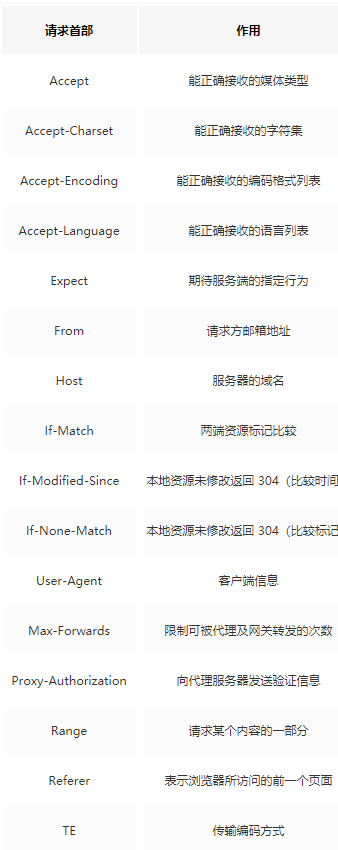 请求首部 作用
Accept 能正确接收的媒体类型
Accept-Charset 能正确接收的字符集
Accept-Encoding 能正确接收的编码格式列表
Accept-Language 能正确接收的语言列表
Expect 期待服务端的指定行为
From 请求方邮箱地址
Host 服务器的域名
If-Match 两端资源标记比较
If-Modified-Since 本地资源未修改返回 304（比较时间
If-None-Match 本地资源未修改返回 304（比较标记
User-Agent 客户端信息
Max-Forwards 限制可被代理及网关转发的次数
Proxy-Authorization 向代理服务器发送验证信息
Range 请求某个内容的一部分
Referer 表示浏览器所访问的前一个页面
TE 传输编码方式